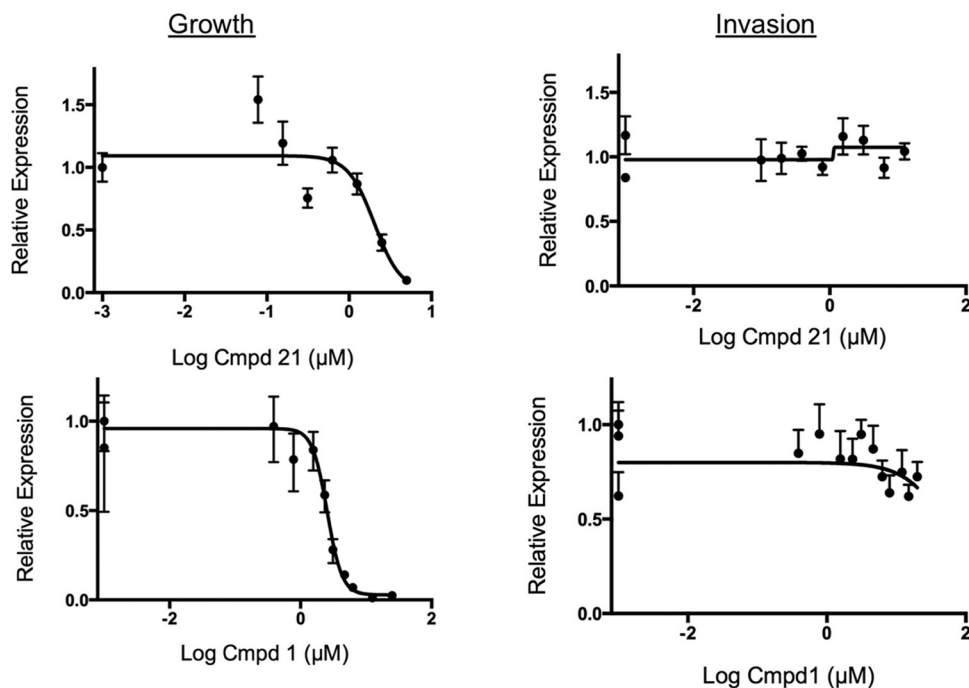 Growth
Relative Expression
1.5
1.0
0.5
0.0
-3
-2
-1
0
1
Log Cmpd 21 (µM)
Invasion
Relative Expression
1.5
1.0
0.5
0.0
-2
0
2
Log Cmpd 21 (µM)
Relative Expression
1.0
0.5
0.0
-2
0
2
Log Cmpd 1 (µM)
Relative Expression
1.0
0.5
0.0
-2
0
2
Log Cmpd1 (µM)